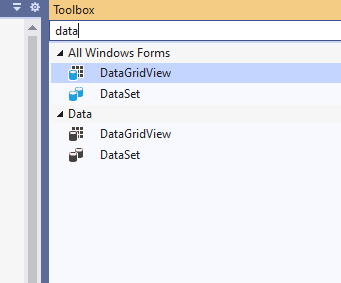 Toolbox
data
All Windows Forms
DataGridView
DataSet
Data
DataGridView
DataSet